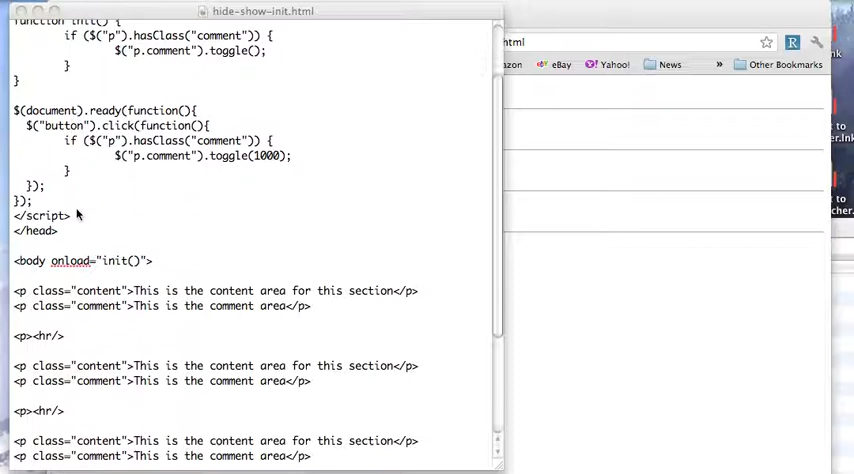 hide-show-init.html
function init() {
if ($("p").hasClass("comment")) {
$("p.comment").toggle();
}
}
$(document).ready(function(){
$("button").click(function(){
if ($("p").hasClass("comment")) {
$("p.comment").toggle(1000);
}
});
});
</script>
</head>
<body onload="init()">
<p class="content">This is the content area for this section</p>
<p class="comment">This is the comment area</p>
<p><hr/>
<p class="content">This is the content area for this section</p>
<p class="comment">This is the comment area</p>
<p><hr/>
<p class="content">This is the content area for this section</p>
<p class="comment">This is the comment area</p>
html
R
eBay Yahoo! News » Other Bookmarks